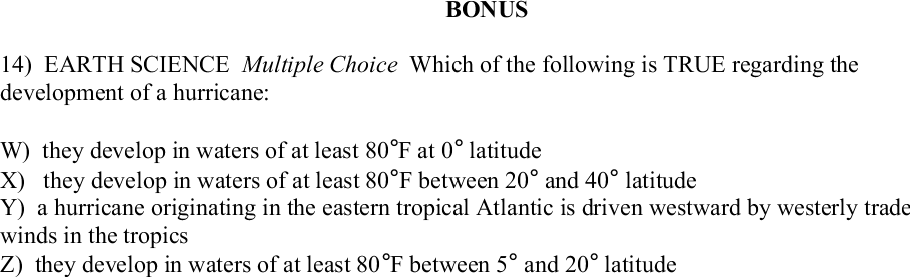 BONUS
14) EARTH SCIENCE Multiple Choice Which of the following is TRUE regarding the
development of a hurricane:
W) they develop in waters of at least 80°F at 0° latitude
X) they develop in waters of at least 80°F between 20° and 40° latitude
Y) a hurricane originating in the eastern tropical Atlantic is driven westward by westerly trade
winds in the tropics
Z) they develop in waters of at least 80°F between 5° and 20° latitude